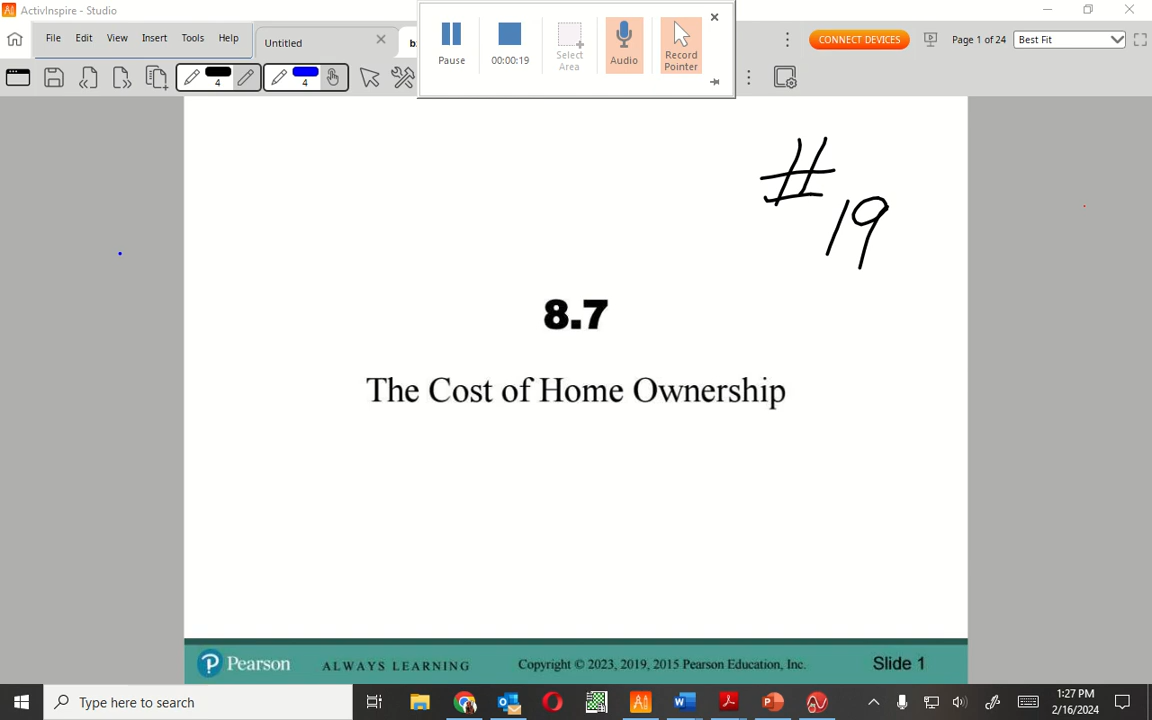 ActivInspire - Studio
File Edit View Insert Tools Help
Untitled
b
4
4
Pause
00:00:19
Select
Area
Audio
Record
Pointer
CONNECT DEVICES
Page 1 of 24
Best Fit
#
19
8.7
The Cost of Home Ownership
Pearson
ALWAYS LEARNING
Copyright © 2023, 2019, 2015 Pearson Education, Inc.
Slide 1
Type here to search
1:27 PM
2/16/2024